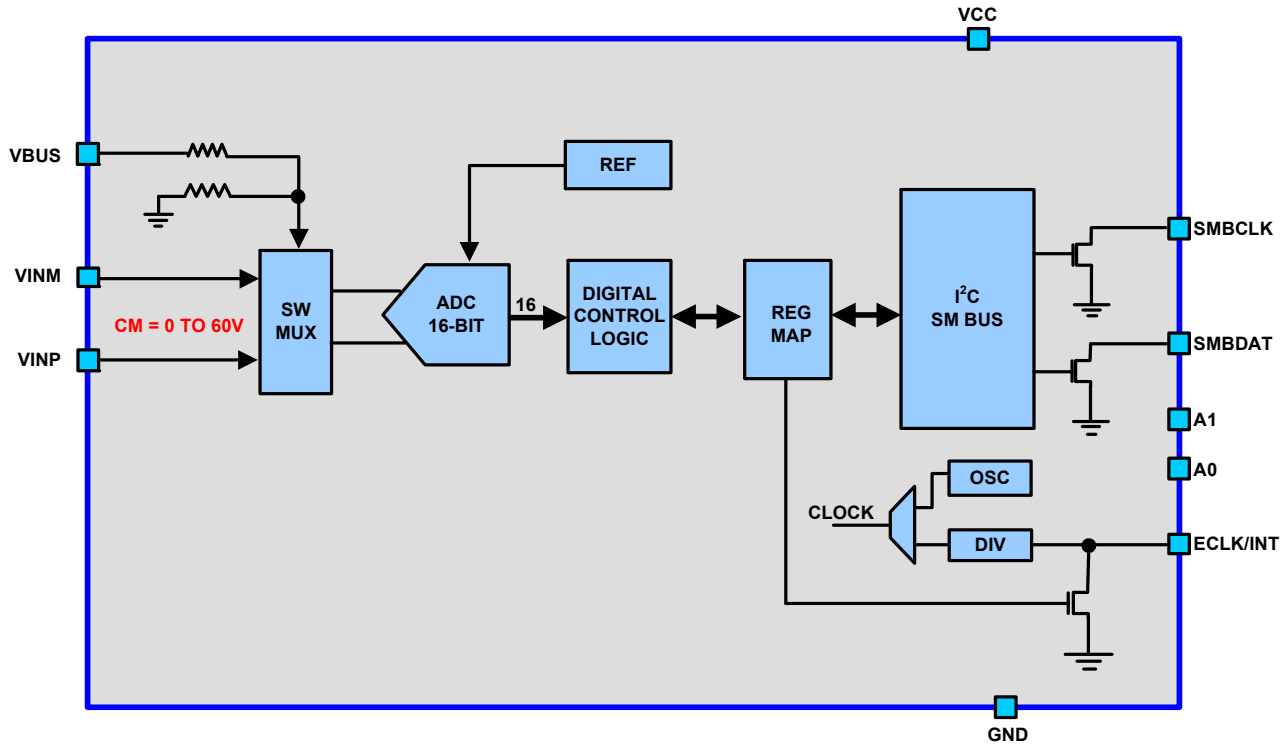 VCC
VBUS
REF
SMBCLK
VINM
SW
MUX
ADC
16-BIT
16
DIGITAL
CONTROL
LOGIC
REG
MAP
I²C
SM BUS
CM = 0 TO 60V
VINP
SMBDAT
A1
A0
OSC
CLOCK
DIV
ECLK/INT
GND